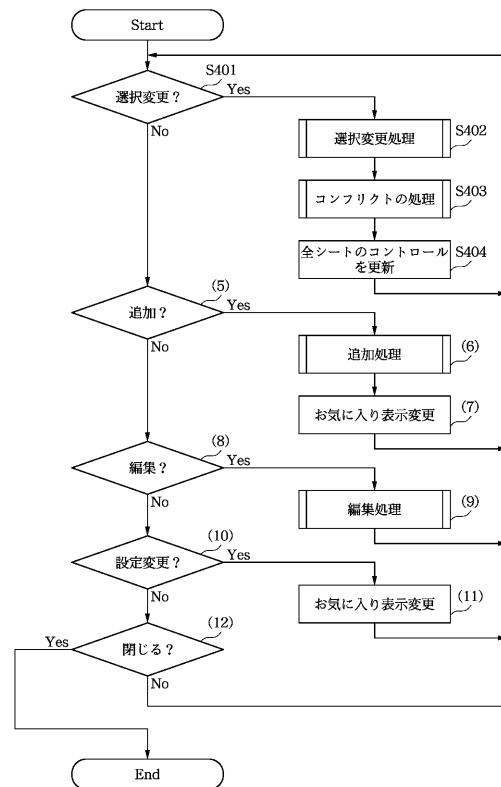 Start
S401
選択変更？
Yes
No
選択変更処理
S402
コンフリクトの処理
S403
全シートのコントロール
を更新
S404
(5)
追加？
Yes
No
追加処理
(6)
お気に入り表示変更
(7)
(8)
編集？
Yes
No
編集処理
(9)
(10)
設定変更？
Yes
No
お気に入り表示変更
(11)
(12)
閉じる？
Yes
No
End